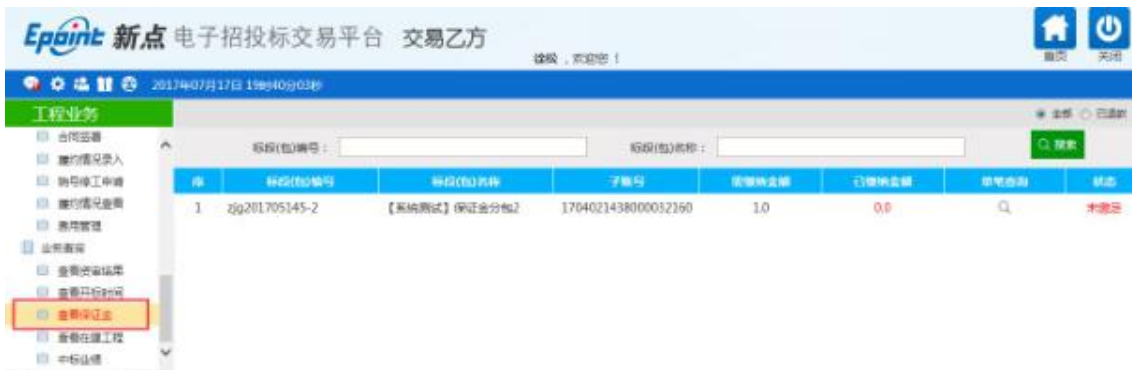 Epoint 新点 电子招投标交易平台 交易乙方
徐级，欢迎您！
首页
关闭
2017年07月17日 19时40分03秒
工程业务
全部 已退款
合同签署
履约情况录入
标段(包)编号：
标段(包)名称：
搜索
销号停工申请
履约情况查看
费用管理
业务查询
查看资审结果
查看开标时间
查看保证金
查看在建工程
中标业绩
序 标段(包)编号 标段(包)名称 子账号 需缴纳金额 已缴纳金额 单笔查询 状态
1 zjg201705145-2 【系统测试】保证金分包2 1704021438000032160 1.0 0.0 未缴足